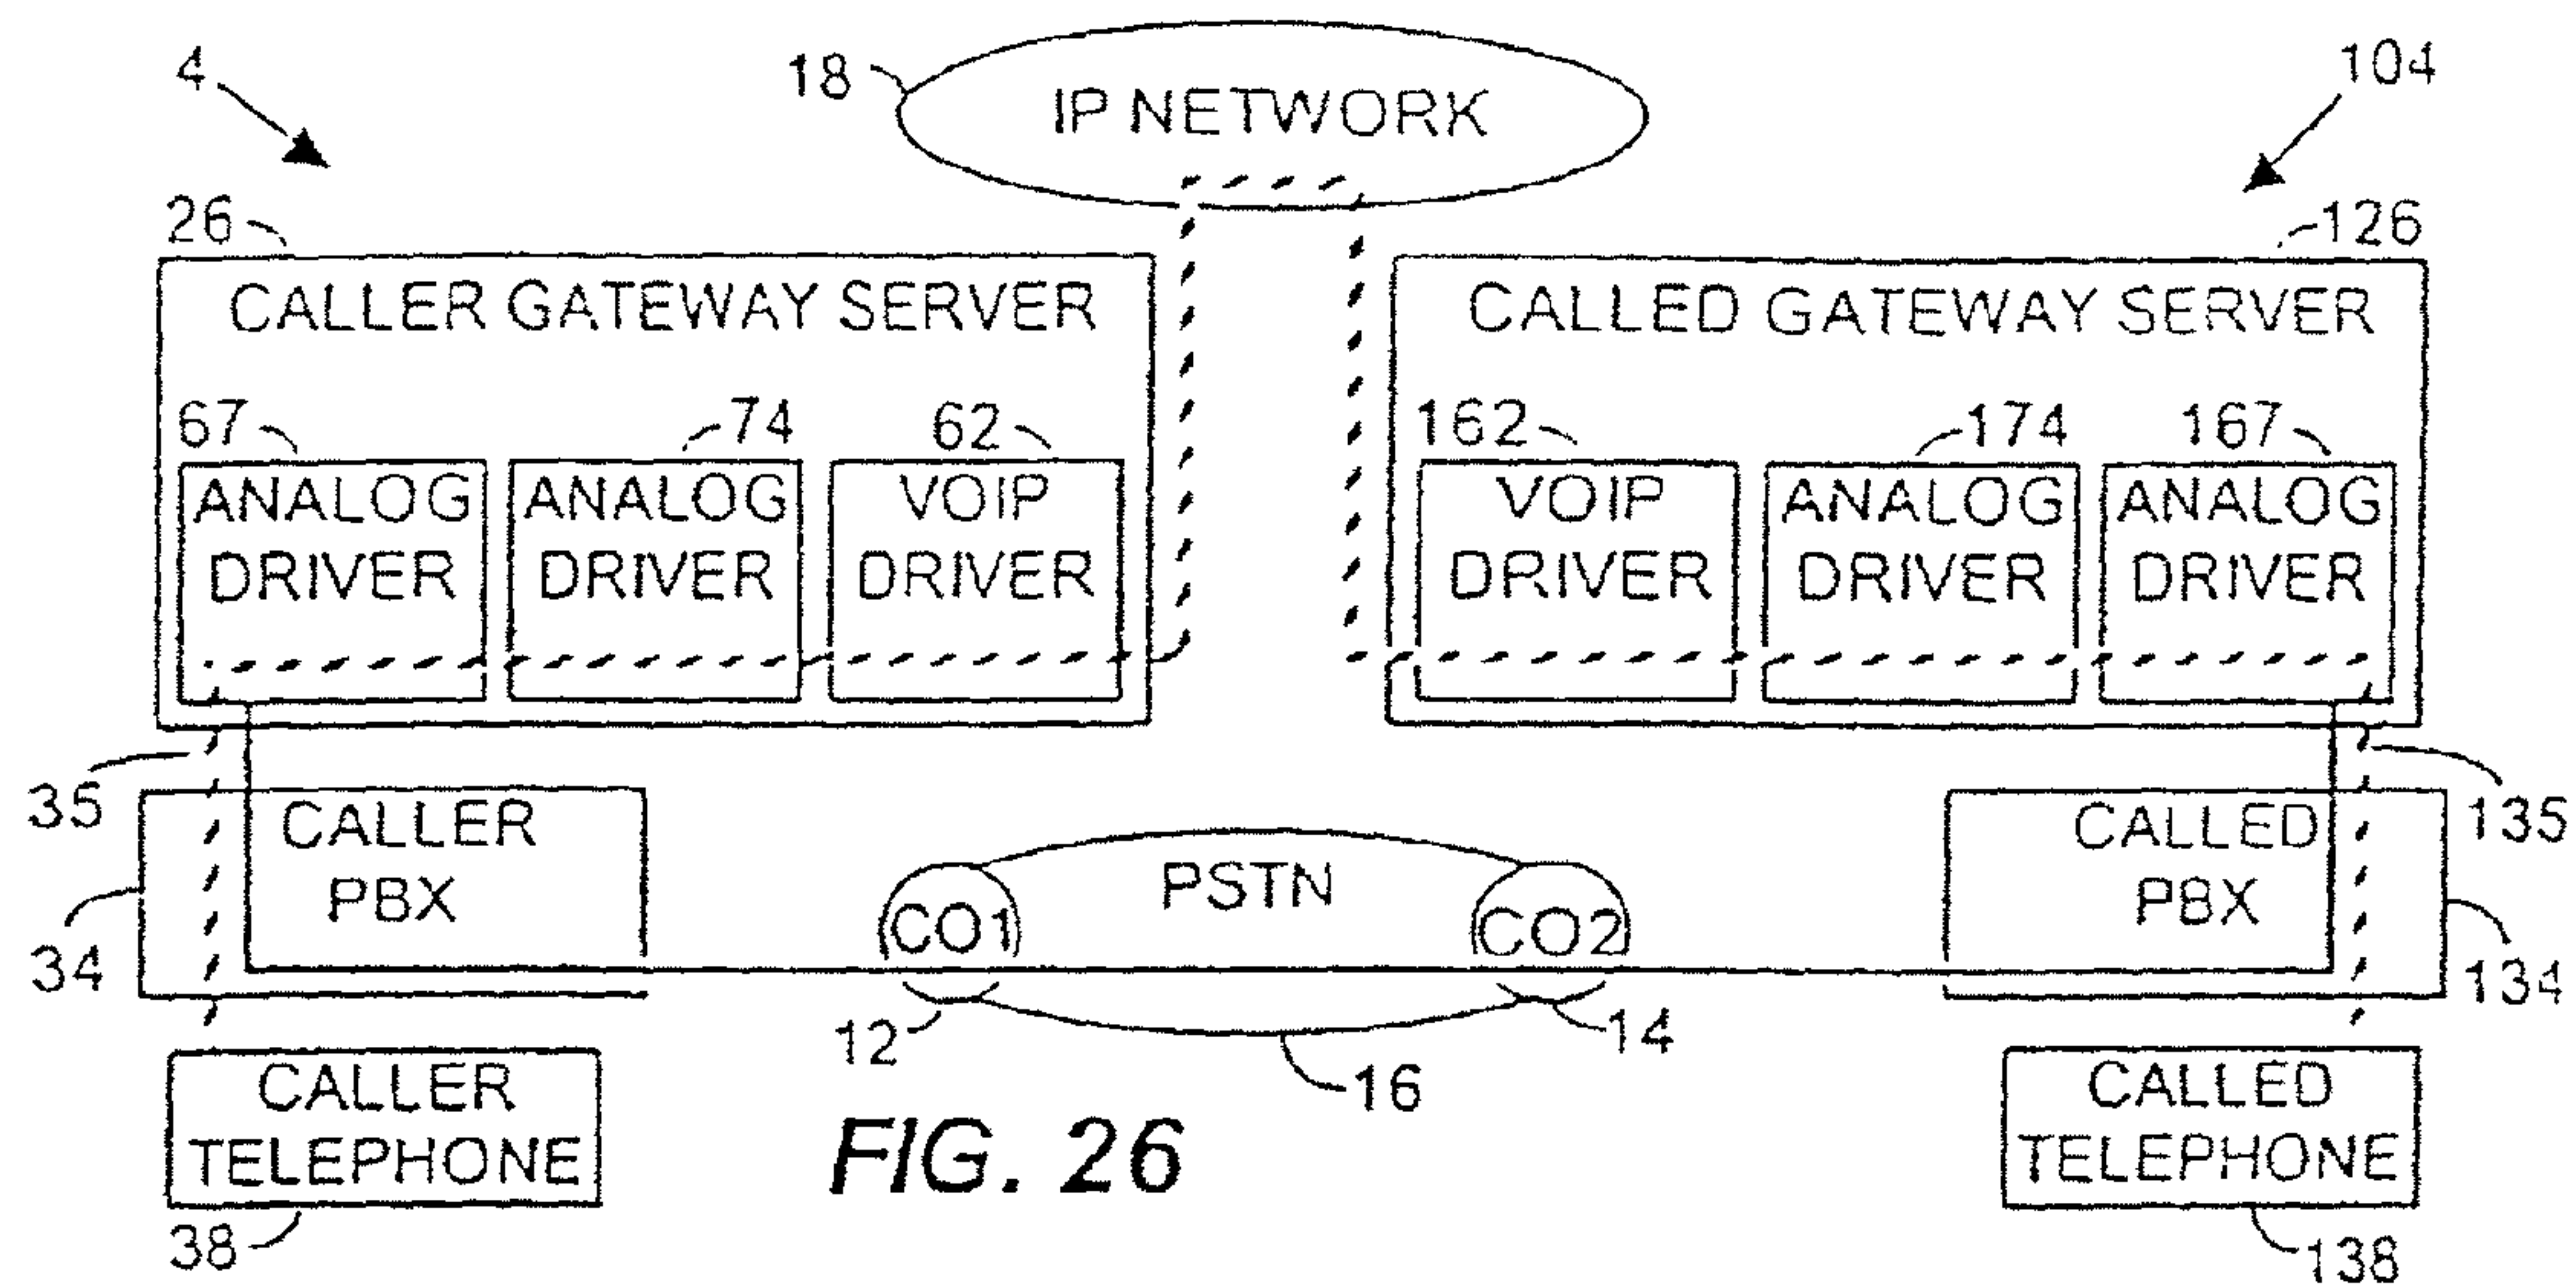 4
18
IP NETWORK
104
26
126
CALLER GATEWAY SERVER
CALLED GATEWAY SERVER
67
74
62
162
174
167
ANALOG
DRIVER
ANALOG
DRIVER
VOIP
DRIVER
VOIP
DRIVER
ANALOG
DRIVER
ANALOG
DRIVER
35
135
CALLER
PBX
34
CO1
PSTN
CO2
CALLED
PBX
134
12
14
16
CALLER
TELEPHONE
38
FIG. 26
CALLED
TELEPHONE
138